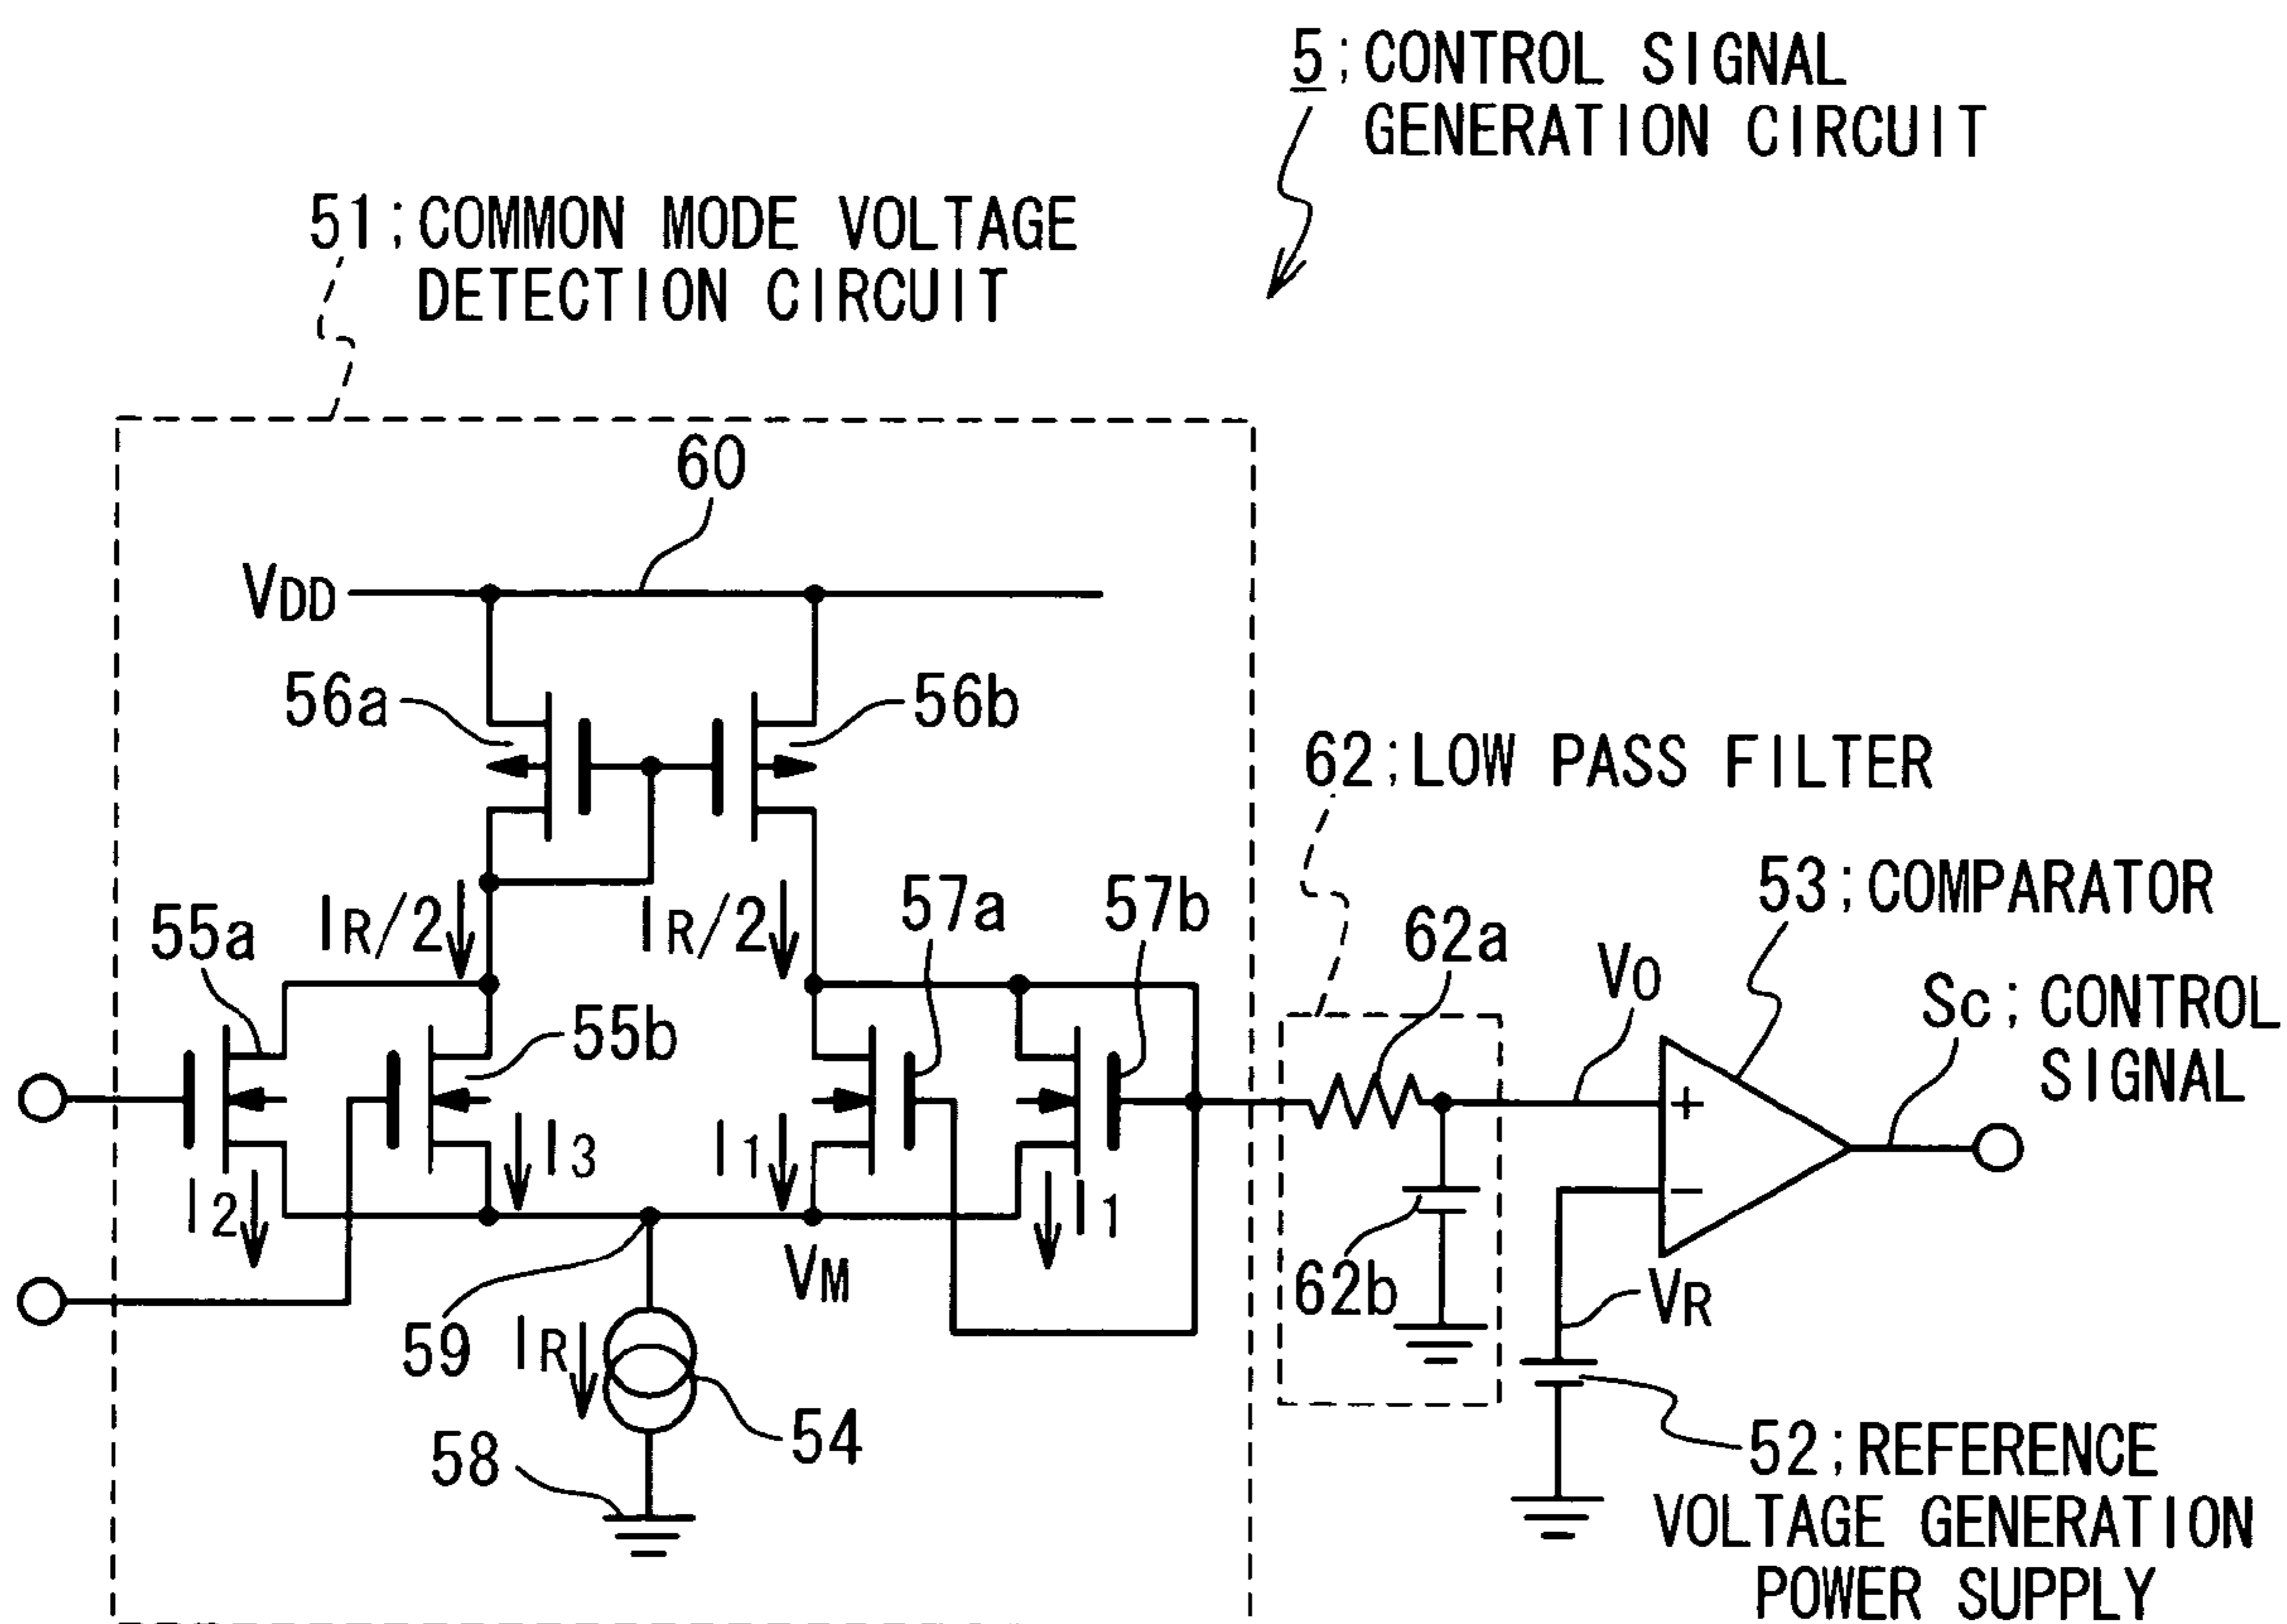 5;CONTROL SIGNAL
GENERATION CIRCUIT
51;COMMON MODE VOLTAGE
DETECTION CIRCUIT
60
VDD
56a
56b
62;LOW PASS FILTER
53;COMPARATOR
55a
IR/2
IR/2
57a
57b
62a
VO
Sc;CONTROL
SIGNAL
55b
+
I2
I3
I1
I1
−
VM
62b
59
IR
VR
54
58
52;REFERENCE
VOLTAGE GENERATION
POWER SUPPLY